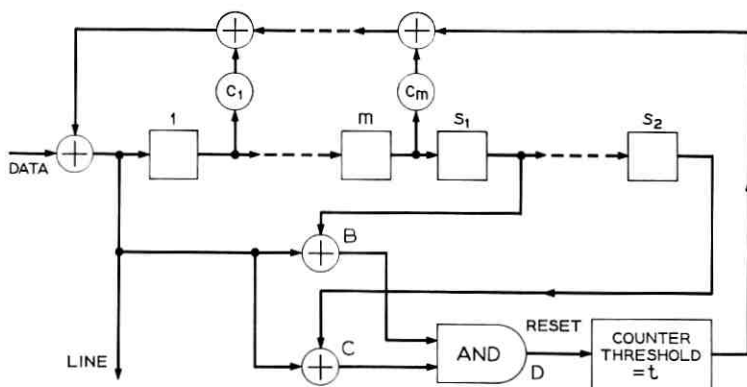 + +
C1 Cm
1 m S1 S2
DATA +
+ B
LINE
+ C AND D RESET COUNTER
THRESHOLD
= t